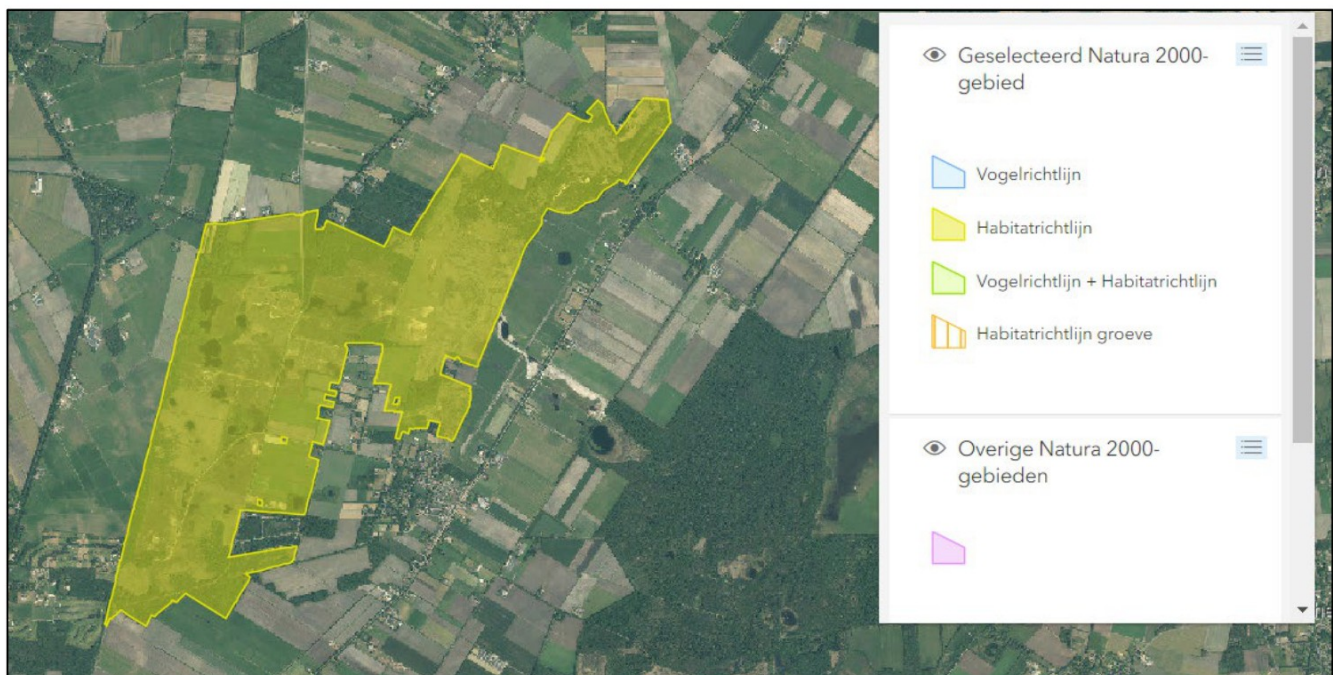 Geselecteerd Natura 2000-
gebied
Vogelrichtlijn
Habitatrichtlijn
Vogelrichtlijn + Habitatrichtlijn
Habitatrichtlijn groeve
Overige Natura 2000-
gebieden